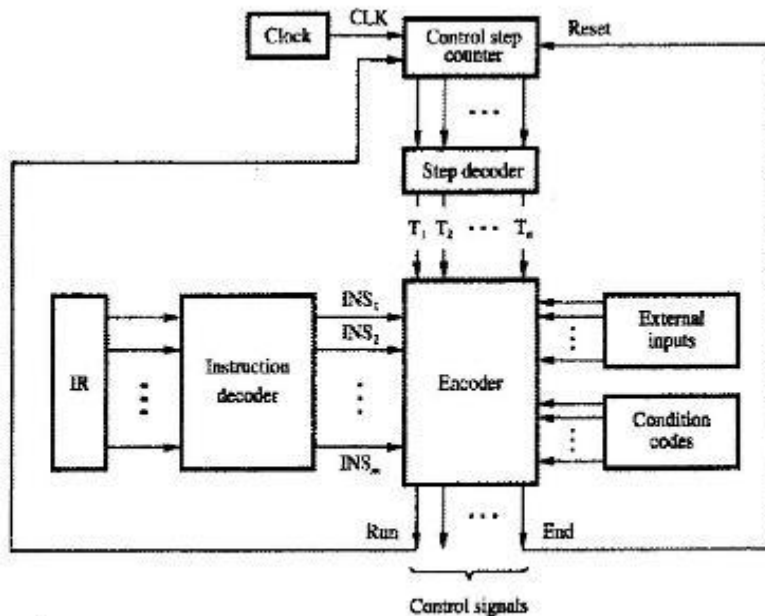 CLK
Clock
Control step
counter
Reset
...
Step decoder
T₁ T₂ ... Tₙ
INS₁
INS₂
INSₘ
IR
Instruction
decoder
Encoder
External
inputs
Condition
codes
...
Run
End
Control signals